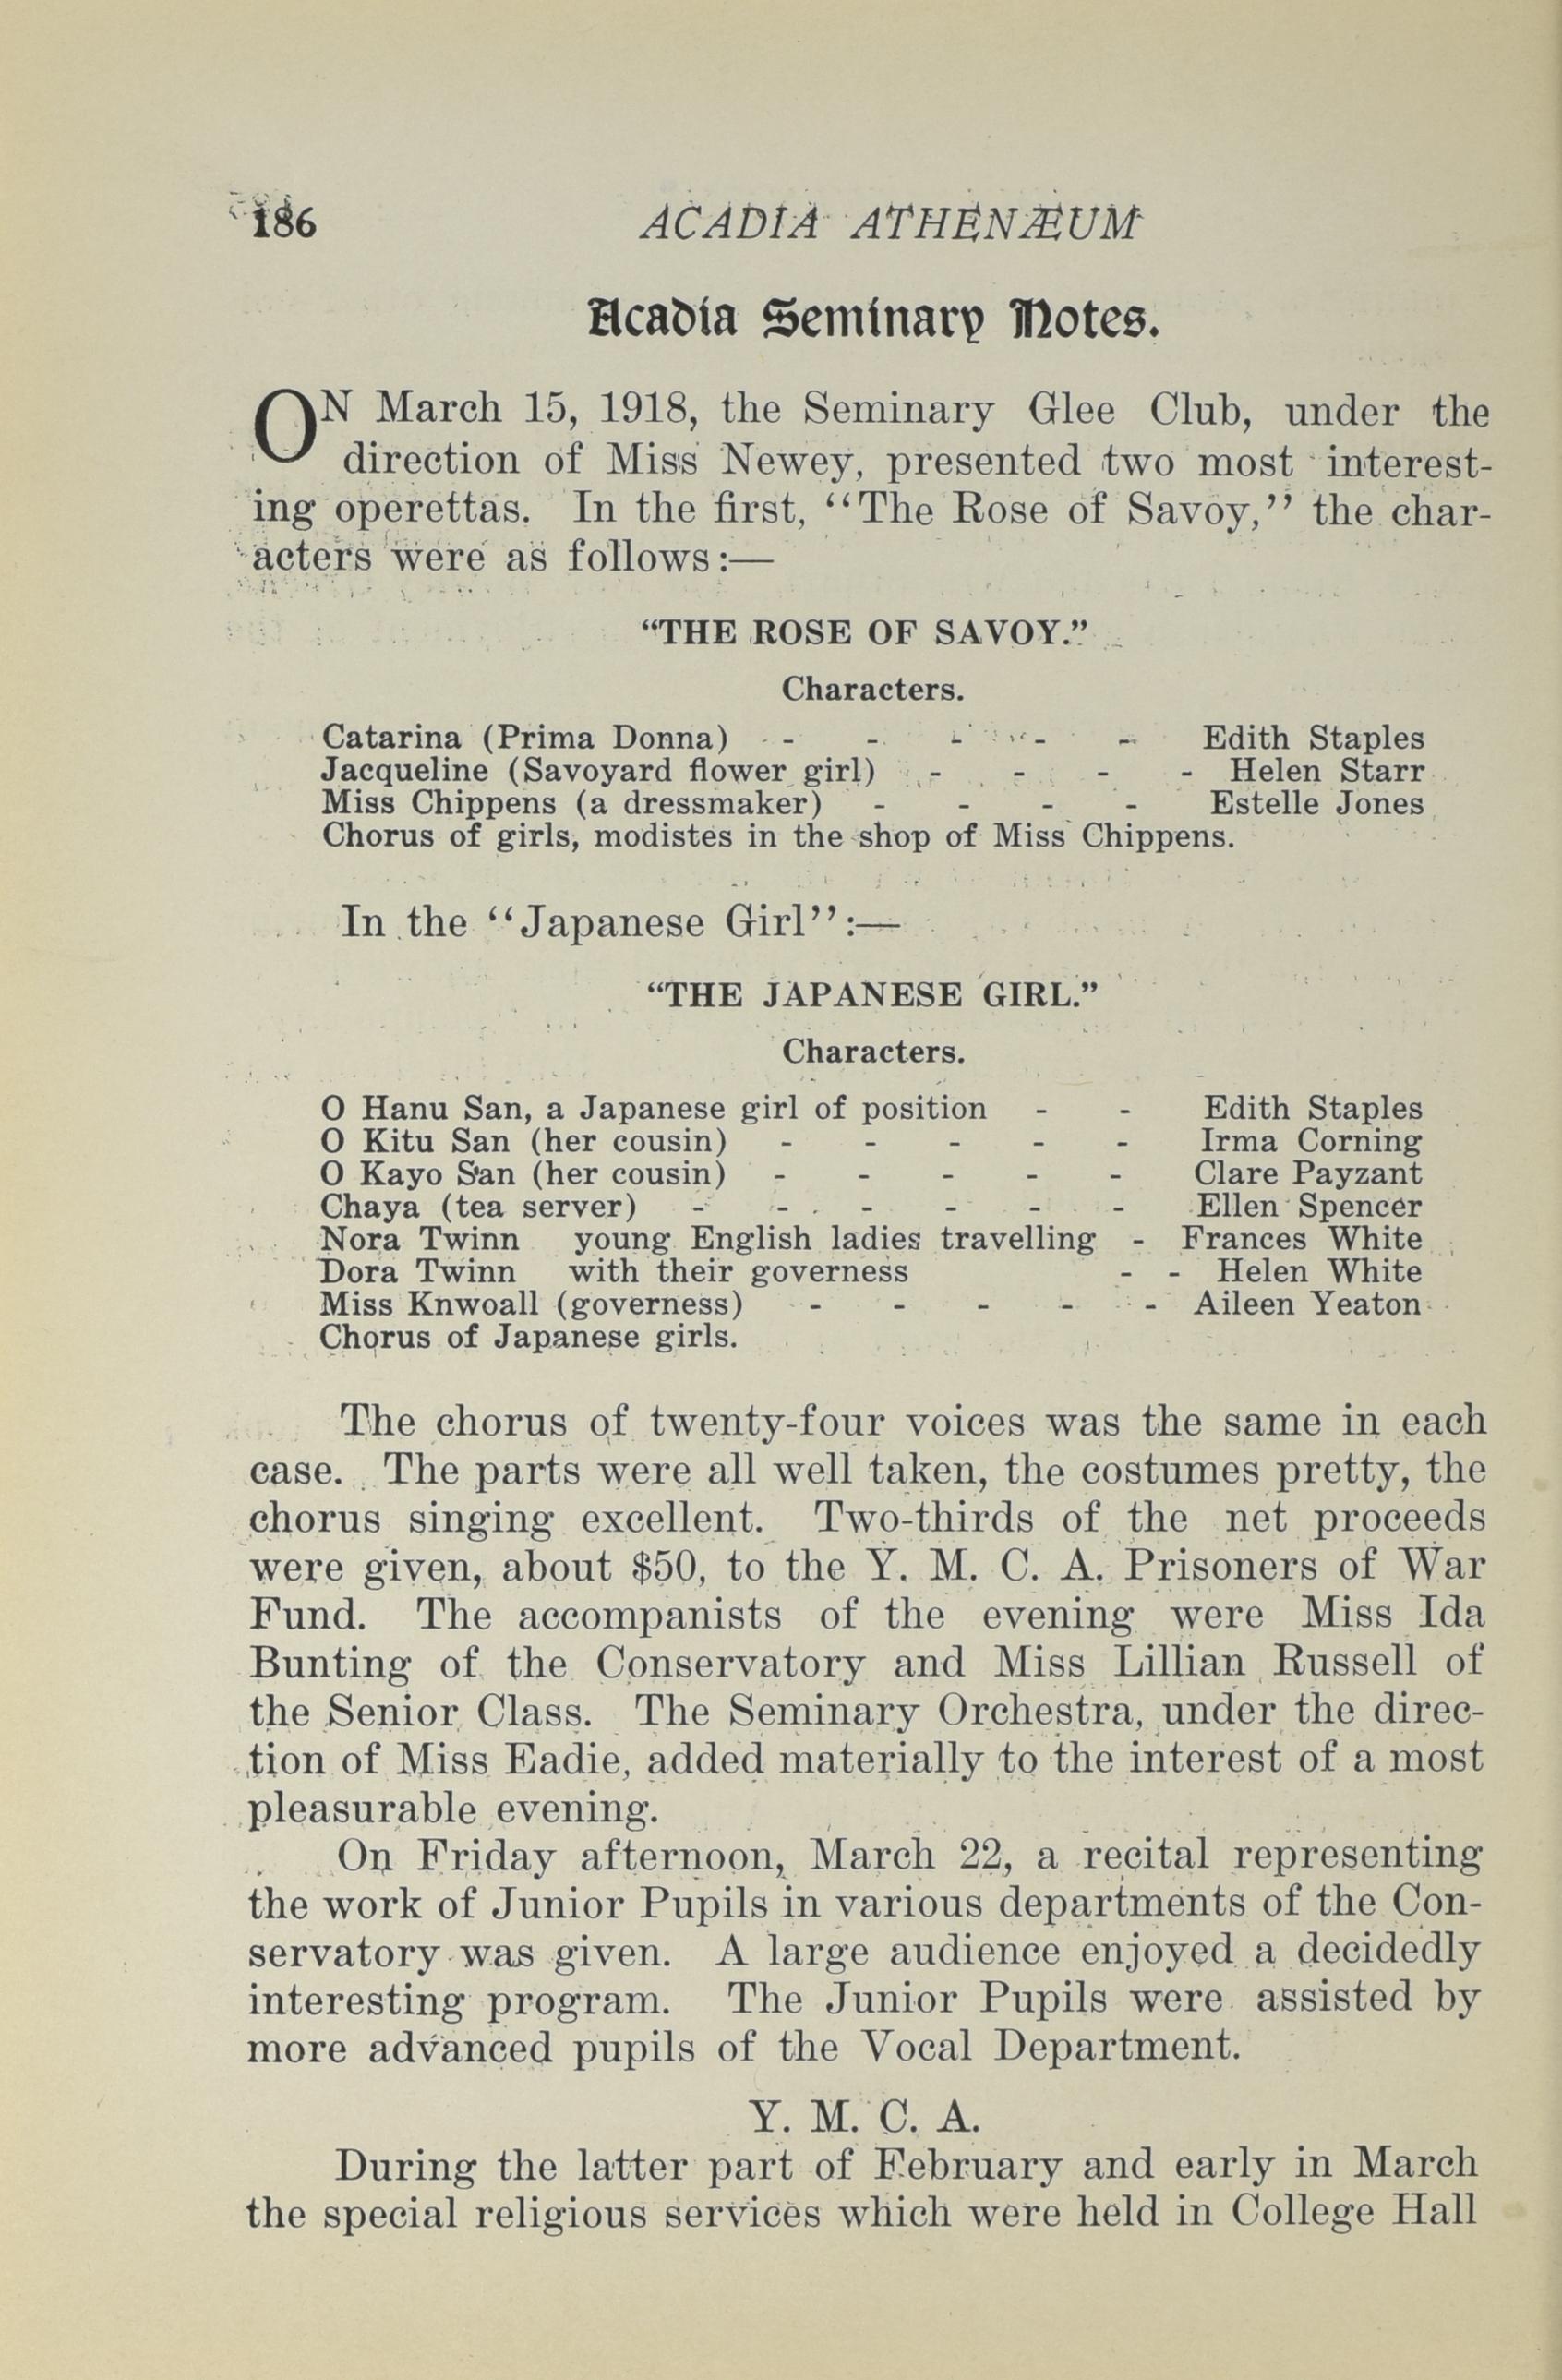 186 ACADIA ATHENÆUM
Acadia Seminary Notes.
ON March 15, 1918, the Seminary Glee Club, under the
direction of Miss Newey, presented two most interest-
ing operettas. In the first, “The Rose of Savoy,” the char-
acters were as follows:—
“THE ROSE OF SAVOY.”
Characters.
Catarina (Prima Donna) - - - - - Edith Staples
Jacqueline (Savoyard flower girl) - - - - Helen Starr
Miss Chippens (a dressmaker) - - - - Estelle Jones
Chorus of girls, modistes in the shop of Miss Chippens.
In the “Japanese Girl”:—
“THE JAPANESE GIRL.”
Characters.
O Hanu San, a Japanese girl of position - - Edith Staples
O Kitu San (her cousin) - - - - - Irma Corning
O Kayo San (her cousin) - - - - - Clare Payzant
Chaya (tea server) - - - - - - Ellen Spencer
Nora Twinn young English ladies travelling - Frances White
Dora Twinn with their governess - - Helen White
Miss Knwoall (governess) - - - - - Aileen Yeaton
Chorus of Japanese girls.
The chorus of twenty-four voices was the same in each
case. The parts were all well taken, the costumes pretty, the
chorus singing excellent. Two-thirds of the net proceeds
were given, about $50, to the Y. M. C. A. Prisoners of War
Fund. The accompanists of the evening were Miss Ida
Bunting of the Conservatory and Miss Lillian Russell of
the Senior Class. The Seminary Orchestra, under the direc-
tion of Miss Eadie, added materially to the interest of a most
pleasurable evening.
On Friday afternoon, March 22, a recital representing
the work of Junior Pupils in various departments of the Con-
servatory was given. A large audience enjoyed a decidedly
interesting program. The Junior Pupils were assisted by
more advanced pupils of the Vocal Department.
Y. M. C. A.
During the latter part of February and early in March
the special religious services which were held in College Hall